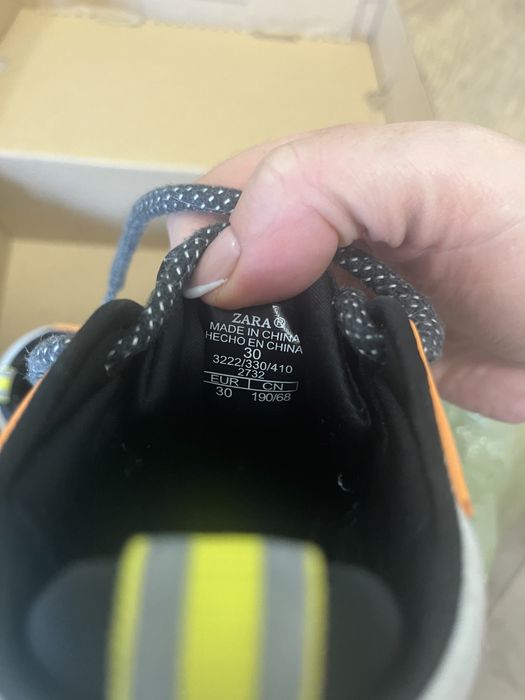 ZARA®
MADE IN CHINA
HECHO EN CHINA
30
3222/330/410
2732
EUR CN
30 190/68